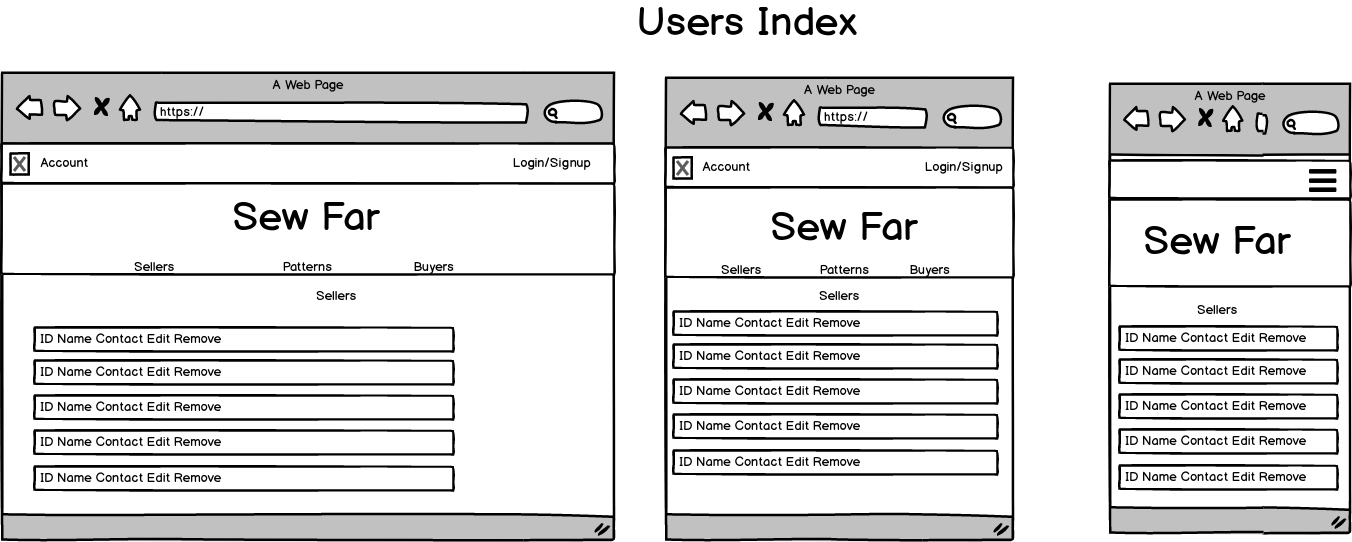 Users Index
A Web Page
https://
Account
Login/Signup
Sew Far
Sellers Patterns Buyers
Sellers
ID Name Contact Edit Remove
ID Name Contact Edit Remove
ID Name Contact Edit Remove
ID Name Contact Edit Remove
ID Name Contact Edit Remove
A Web Page
https://
Account
Login/Signup
Sew Far
Sellers Patterns Buyers
Sellers
ID Name Contact Edit Remove
ID Name Contact Edit Remove
ID Name Contact Edit Remove
ID Name Contact Edit Remove
ID Name Contact Edit Remove
A Web Page
Sew Far
Sellers
ID Name Contact Edit Remove
ID Name Contact Edit Remove
ID Name Contact Edit Remove
ID Name Contact Edit Remove
ID Name Contact Edit Remove